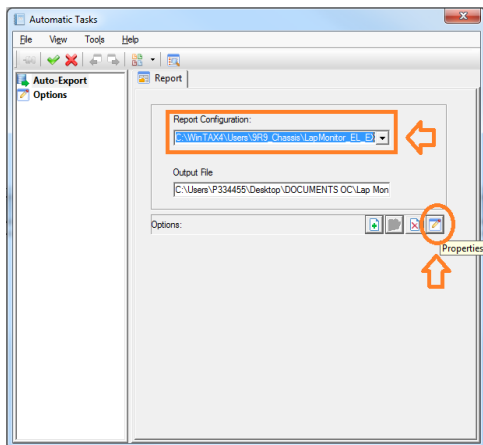 Automatic Tasks
File View Tools Help
Auto-Export
Options
Report
Report Configuration:
C:\WinTAX4\Users\9R9_Chassis\LapMonitor_EL_EX
Output File
C:\Users\P334455\Desktop\DOCUMENTS OC\Lap Mon
Options:
Properties